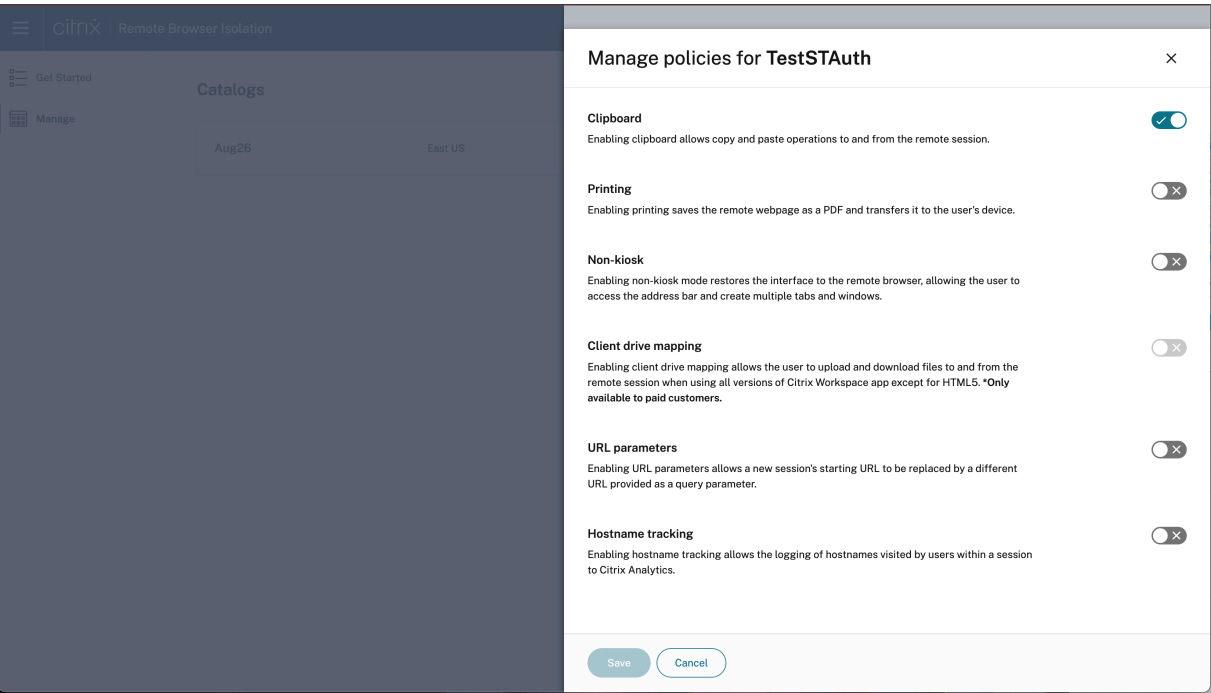 citrix | Remote Browser Isolation
Get Started
Manage
Catalogs
Aug26 East US
Manage policies for TestSTAuth
Clipboard
Enabling clipboard allows copy and paste operations to and from the remote session.
Printing
Enabling printing saves the remote webpage as a PDF and transfers it to the user's device.
Non-kiosk
Enabling non-kiosk mode restores the interface to the remote browser, allowing the user to
access the address bar and create multiple tabs and windows.
Client drive mapping
Enabling client drive mapping allows the user to upload and download files to and from the
remote session when using all versions of Citrix Workspace app except for HTML5. *Only
available to paid customers.
URL parameters
Enabling URL parameters allows a new session's starting URL to be replaced by a different
URL provided as a query parameter.
Hostname tracking
Enabling hostname tracking allows the logging of hostnames visited by users within a session
to Citrix Analytics.
Save Cancel